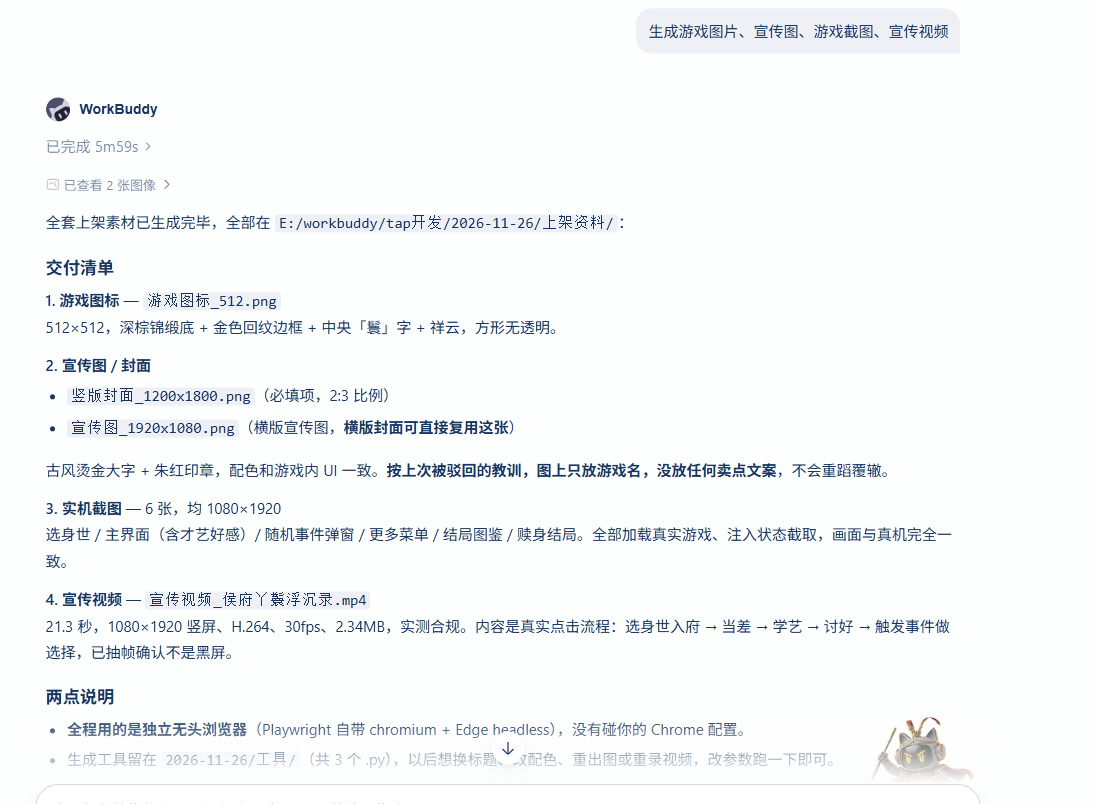 生成游戏图片、宣传图、游戏截图、宣传视频
WorkBuddy
已完成 5m59s >
已查看 2 张图像 >
全套上架素材已生成完毕，全部在 E:/workbuddy/tap开发/2026-11-26/上架资料/：
交付清单
1. 游戏图标 — 游戏图标_512.png
512×512，深棕锦缎底 + 金色回纹边框 + 中央「鬟」字 + 祥云，方形无透明。
2. 宣传图 / 封面
• 竖版封面_1200x1800.png（必填项，2:3 比例）
• 宣传图_1920x1080.png（横版宣传图，横版封面可直接复用这张）
古风烫金大字 + 朱红印章，配色和游戏内 UI 一致。按上次被驳回的教训，图上只放游戏名，没放任何卖点文案，不会重蹈覆辙。
3. 实机截图 — 6 张，均 1080×1920
选身世 / 主界面（含才艺好感）/ 随机事件弹窗 / 更多菜单 / 结局图鉴 / 赎身结局。全部加载真实游戏、注入状态截取，画面与真机完全一
致。
4. 宣传视频 — 宣传视频_侯府丫鬟浮沉录.mp4
21.3 秒，1080×1920 竖屏、H.264、30fps、2.34MB，实测合规。内容是真实点击流程：选身世入府 → 当差 → 学艺 → 讨好 → 触发事件做
选择，已抽帧确认不是黑屏。
两点说明
• 全程用的是独立无头浏览器（Playwright 自带 chromium + Edge headless），没有碰你的 Chrome 配置。
• 生成工具留在 2026-11-26/工具/（共 3 个 .py），以后想换标题、改配色、重出图或重录视频，改参数跑一下即可。